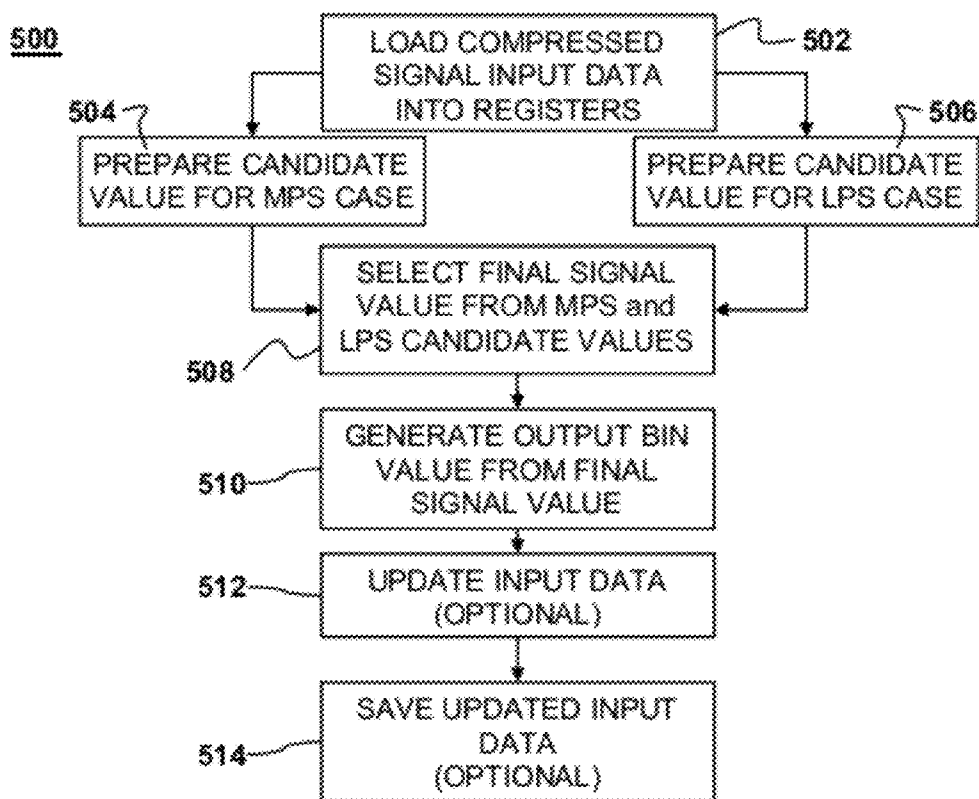 500
LOAD COMPRESSED
SIGNAL INPUT DATA
INTO REGISTERS
502
504
PREPARE CANDIDATE
VALUE FOR MPS CASE
506
PREPARE CANDIDATE
VALUE FOR LPS CASE
SELECT FINAL SIGNAL
VALUE FROM MPS and
LPS CANDIDATE VALUES
508
GENERATE OUTPUT BIN
VALUE FROM FINAL
SIGNAL VALUE
510
UPDATE INPUT DATA
(OPTIONAL)
512
SAVE UPDATED INPUT
DATA
(OPTIONAL)
514